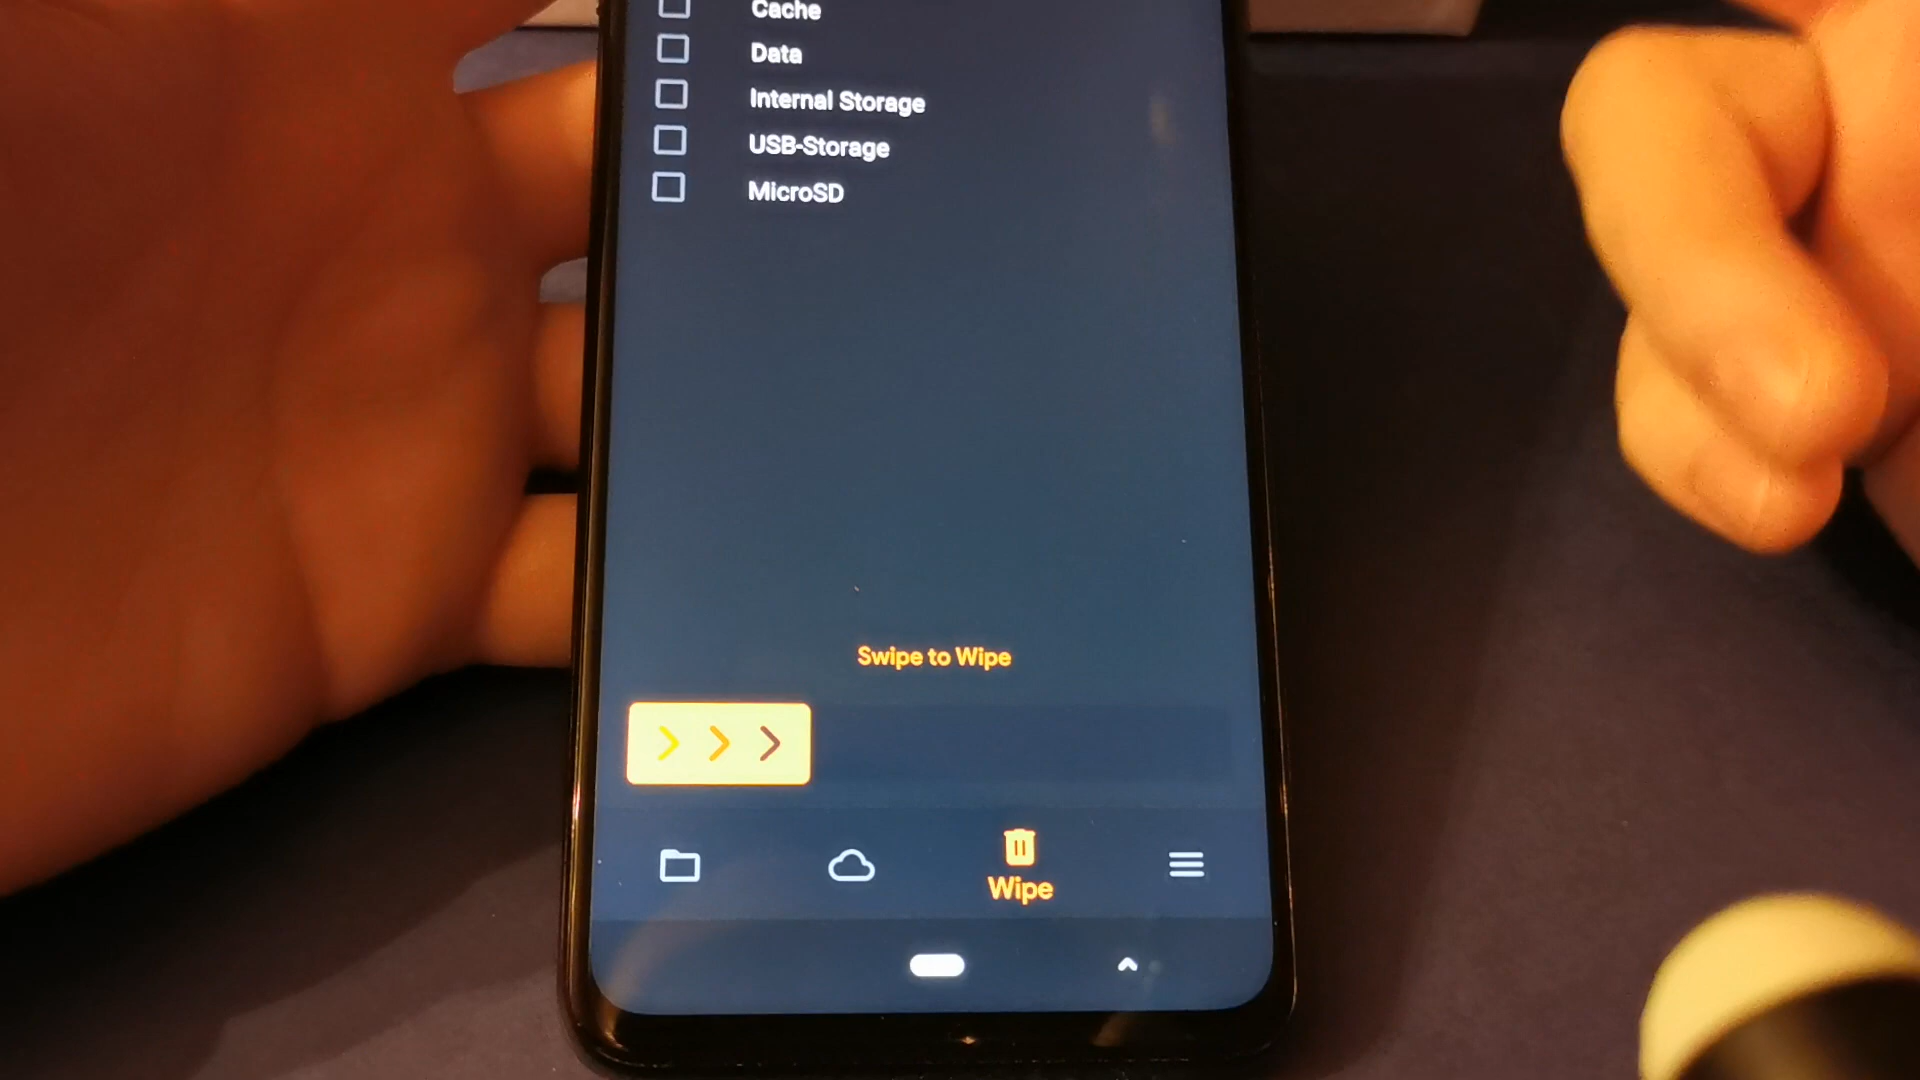 Cache
Data
Internal Storage
USB-Storage
MicroSD
Swipe to Wipe
Wipe